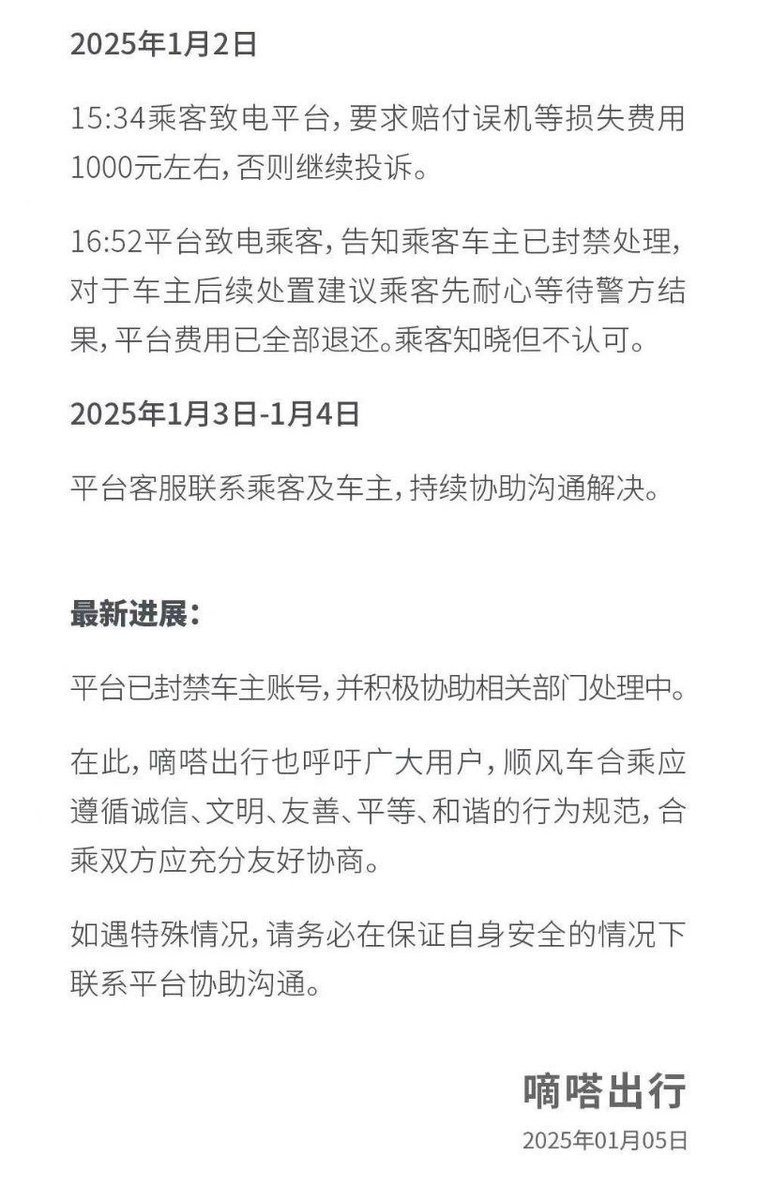 2025年1月2日
15:34乘客致电平台，要求赔付误机等损失费用
1000元左右，否则继续投诉。
16:52平台致电乘客，告知乘客车主已封禁处理，
对于车主后续处置建议乘客先耐心等待警方结
果，平台费用已全部退还。乘客知晓但不认可。
2025年1月3日-1月4日
平台客服联系乘客及车主，持续协助沟通解决。
最新进展：
平台已封禁车主账号，并积极协助相关部门处理中。
在此，嘀嗒出行也呼吁广大用户，顺风车合乘应
遵循诚信、文明、友善、平等、和谐的行为规范，合
乘双方应充分友好协商。
如遇特殊情况，请务必在保证自身安全的情况下
联系平台协助沟通。
嘀嗒出行
2025年01月05日